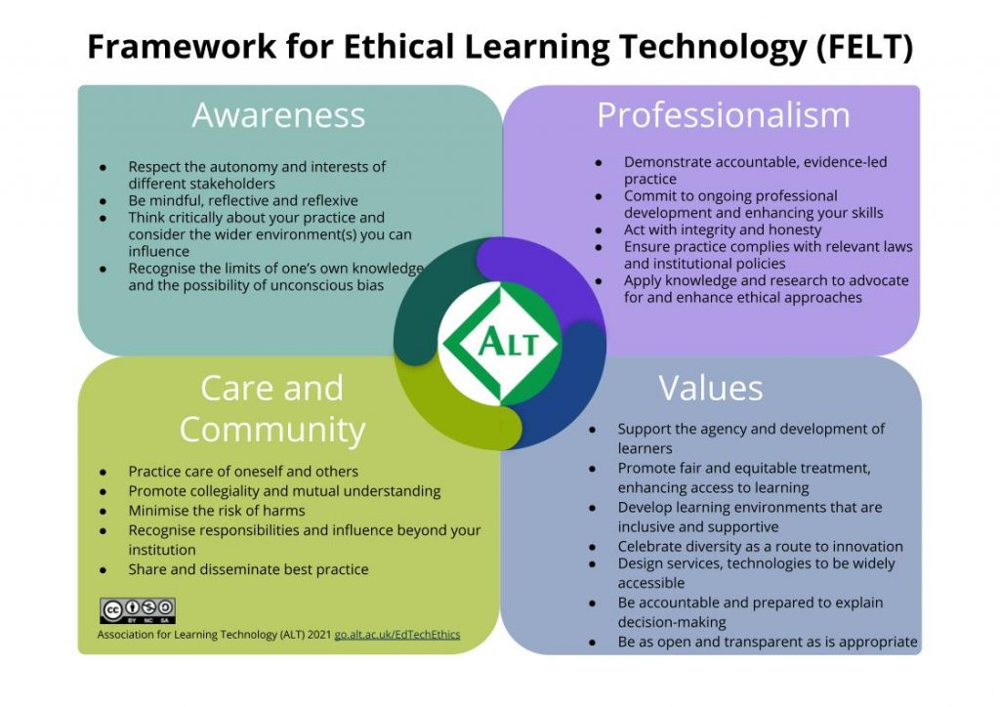 Framework for Ethical Learning Technology (FELT)
Awareness
● Respect the autonomy and interests of
different stakeholders
● Be mindful, reflective and reflexive
● Think critically about your practice and
consider the wider environment(s) you can
influence
● Recognise the limits of one's own knowledge
and the possibility of unconscious bias
Professionalism
● Demonstrate accountable, evidence-led
practice
● Commit to ongoing professional
development and enhancing your skills
● Act with integrity and honesty
● Ensure practice complies with relevant laws
and institutional policies
● Apply knowledge and research to advocate
for and enhance ethical approaches
ALT
Care and
Community
● Practice care of oneself and others
● Promote collegiality and mutual understanding
● Minimise the risk of harms
● Recognise responsibilities and influence beyond your
institution
● Share and disseminate best practice
cc BY NC SA
Association for Learning Technology (ALT) 2021 go.alt.ac.uk/EdTechEthics
Values
● Support the agency and development of
learners
● Promote fair and equitable treatment,
enhancing access to learning
● Develop learning environments that are
inclusive and supportive
● Celebrate diversity as a route to innovation
● Design services, technologies to be widely
accessible
● Be accountable and prepared to explain
decision-making
● Be as open and transparent as is appropriate